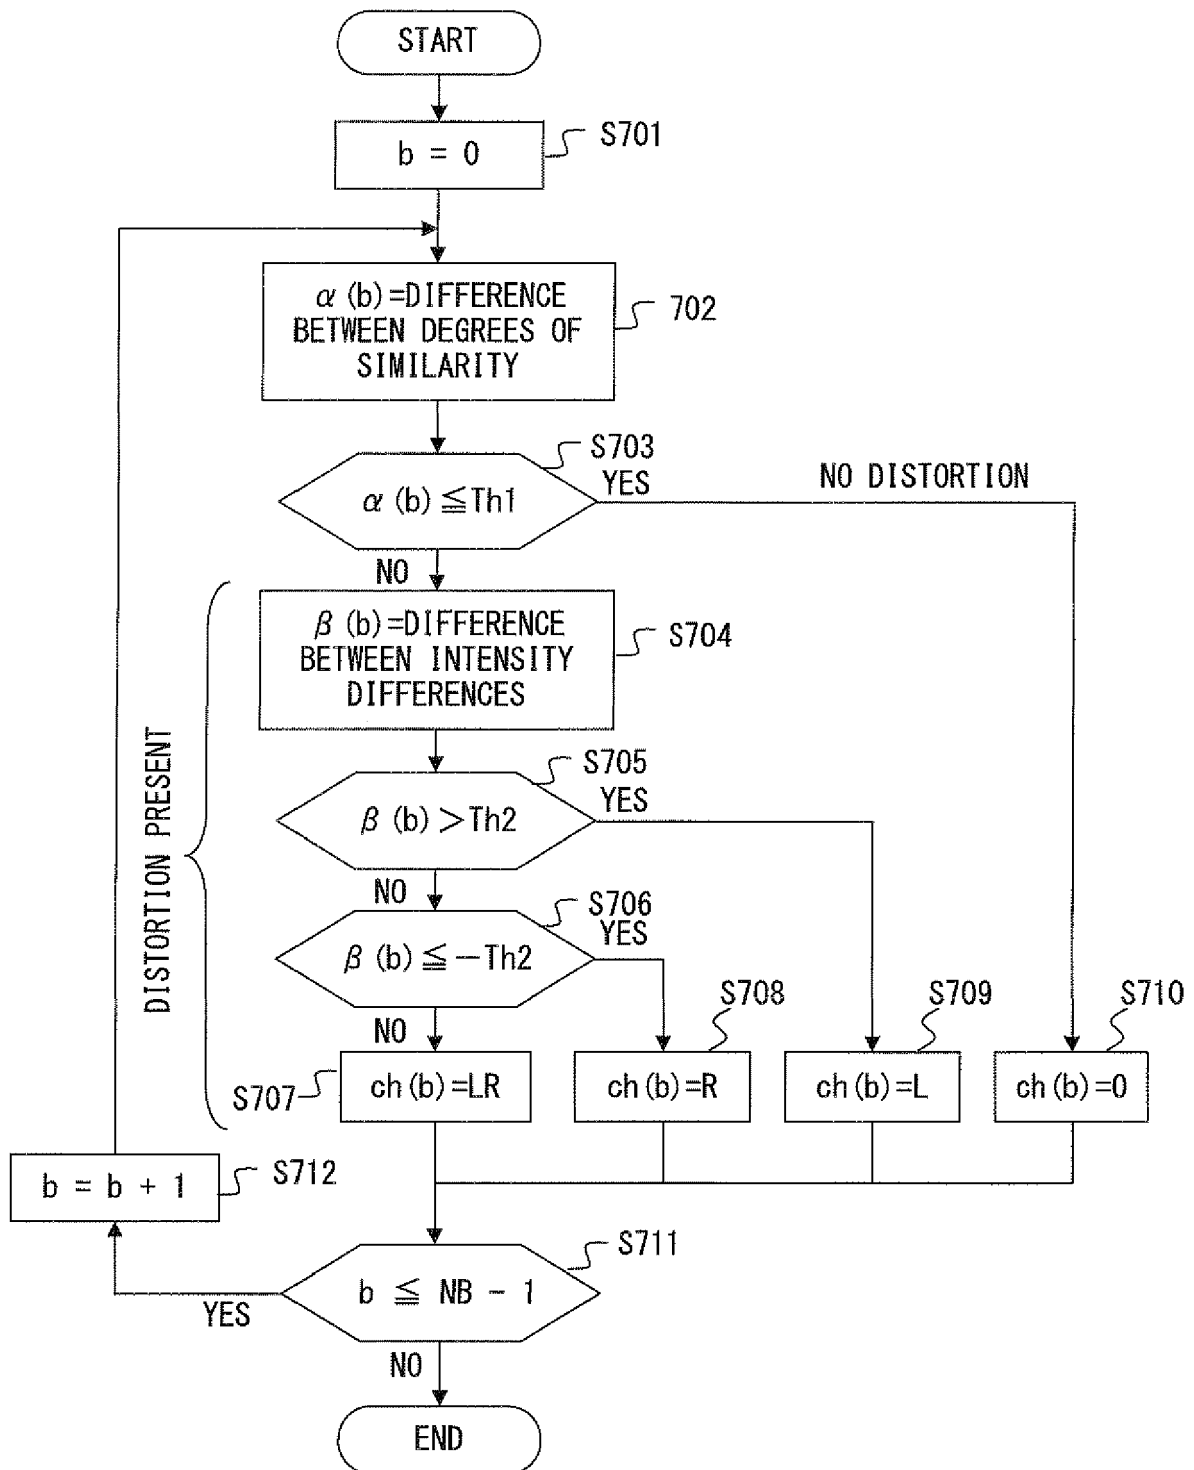 START
S701
b = 0
α(b)=DIFFERENCE
BETWEEN DEGREES OF
SIMILARITY
702
S703
α(b)≦Th1
YES
NO DISTORTION
NO
β(b)=DIFFERENCE
BETWEEN INTENSITY
DIFFERENCES
S704
DISTORTION PRESENT
S705
β(b)>Th2
YES
NO
S706
β(b)≦-Th2
YES
NO
S707
ch(b)=LR
S708
ch(b)=R
S709
ch(b)=L
S710
ch(b)=0
b = b + 1
S712
S711
b ≦ NB - 1
YES
NO
END